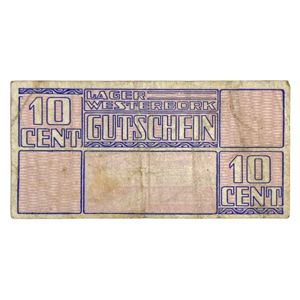 LAGER
WESTERBORK
10 CENT
GUTSCHEIN
10 CENT